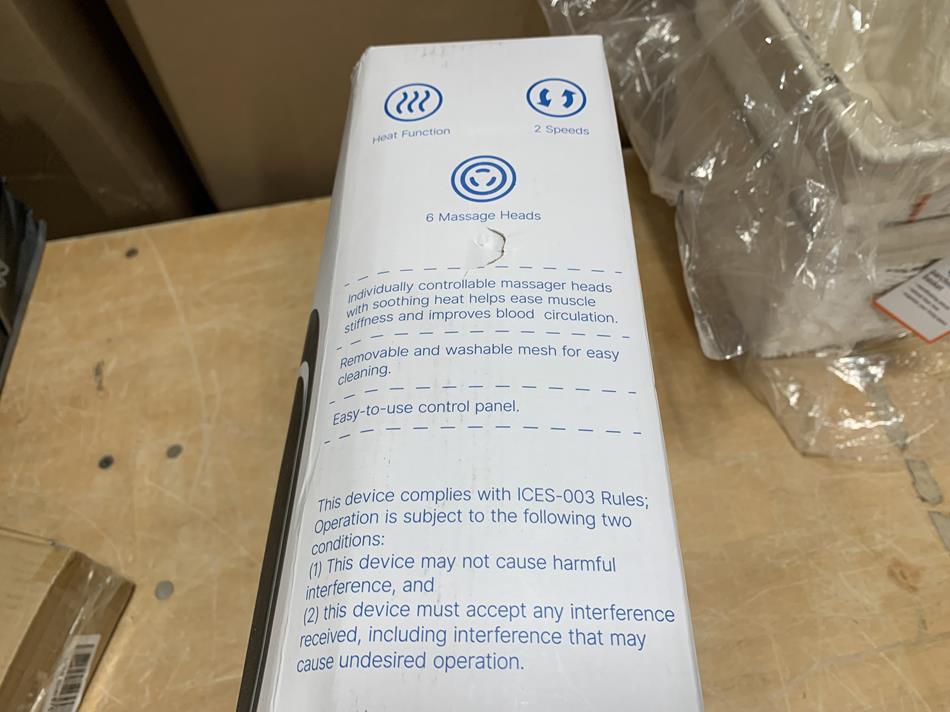 Heat Function
2 Speeds
6 Massage Heads
Individually controllable massager heads
with soothing heat helps ease muscle
stiffness and improves blood circulation.
Removable and washable mesh for easy
cleaning.
Easy-to-use control panel.
This device complies with ICES-003 Rules;
Operation is subject to the following two
conditions:
(1) This device may not cause harmful
interference, and
(2) this device must accept any interference
received, including interference that may
cause undesired operation.